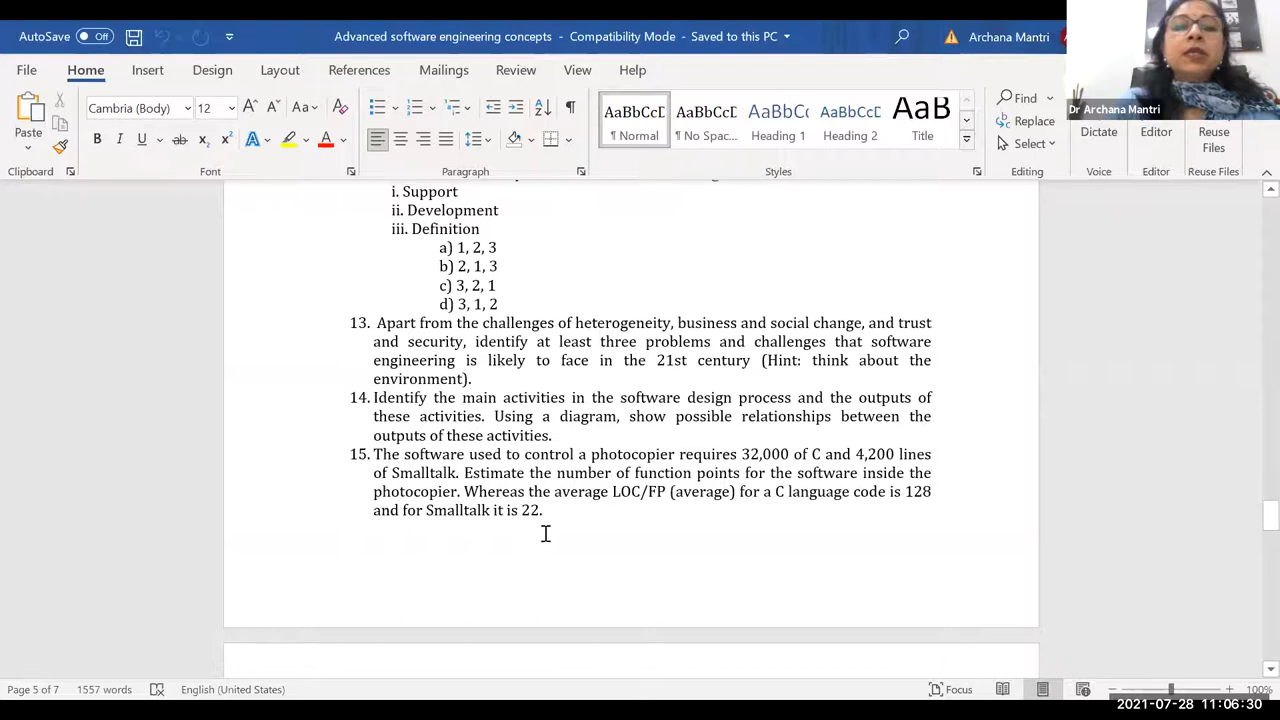 AutoSave Off Advanced software engineering concepts - Compatibility Mode - Saved to this PC Archana Mantri
File Home Insert Design Layout References Mailings Review View Help
Dr Archana Mantri
Cambria (Body) 12 Aa AaBbCcD AaBbCcD AaBbCc AaBbCcD AaB Find
Paste B I U ab x₂ x² A A ¶ Normal ¶ No Spac... Heading 1 Heading 2 Title Replace Dictate Editor Reuse
Select Files
Clipboard Font Paragraph Styles Editing Voice Editor Reuse Files
i. Support
ii. Development
iii. Definition
a) 1, 2, 3
b) 2, 1, 3
c) 3, 2, 1
d) 3, 1, 2
13. Apart from the challenges of heterogeneity, business and social change, and trust
and security, identify at least three problems and challenges that software
engineering is likely to face in the 21st century (Hint: think about the
environment).
14. Identify the main activities in the software design process and the outputs of
these activities. Using a diagram, show possible relationships between the
outputs of these activities.
15. The software used to control a photocopier requires 32,000 of C and 4,200 lines
of Smalltalk. Estimate the number of function points for the software inside the
photocopier. Whereas the average LOC/FP (average) for a C language code is 128
and for Smalltalk it is 22.
Page 5 of 7 1557 words English (United States) Focus 100%
2021-07-28 11:06:30